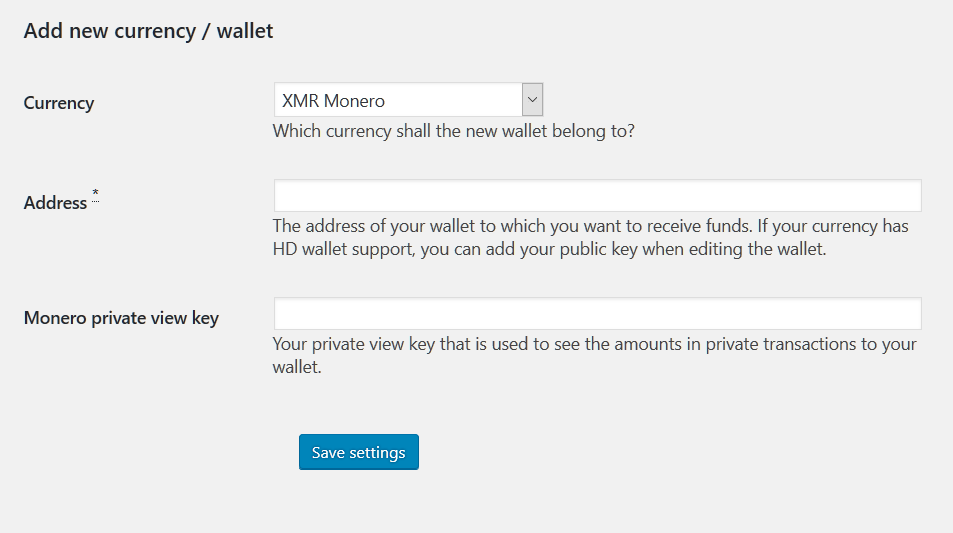 Add new currency / wallet
Currency
XMR Monero
Which currency shall the new wallet belong to?
Address *
The address of your wallet to which you want to receive funds. If your currency has
HD wallet support, you can add your public key when editing the wallet.
Monero private view key
Your private view key that is used to see the amounts in private transactions to your
wallet.
Save settings